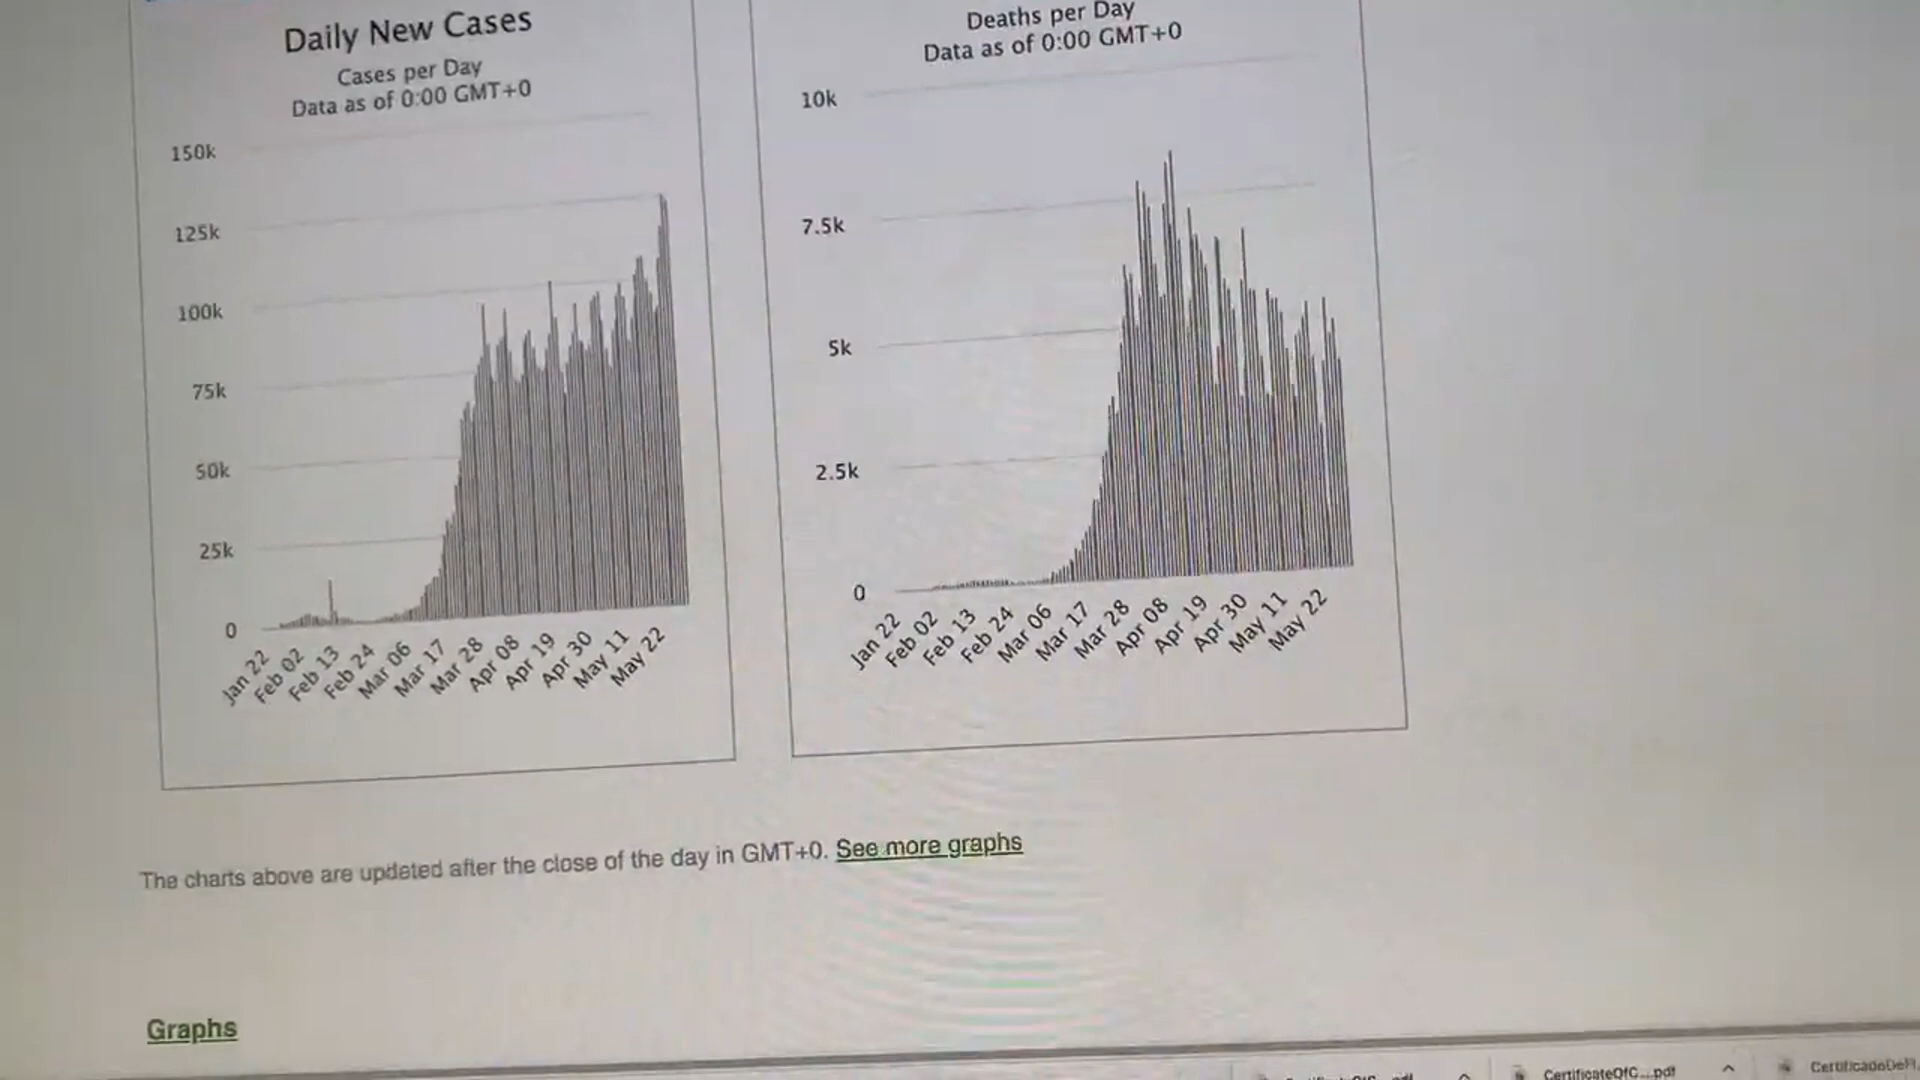 Daily New Cases
Cases per Day
Data as of 0:00 GMT+0
150k
125k
100k
75k
50k
25k
0
Jan 22
Feb 02
Feb 13
Feb 24
Mar 06
Mar 17
Mar 28
Apr 08
Apr 19
Apr 30
May 11
May 22
Deaths per Day
Data as of 0:00 GMT+0
10k
7.5k
5k
2.5k
0
Jan 22
Feb 02
Feb 13
Feb 24
Mar 06
Mar 17
Mar 28
Apr 08
Apr 19
Apr 30
May 11
May 22
The charts above are updated after the close of the day in GMT+0. See more graphs
Graphs
CertificateOfC....pdf